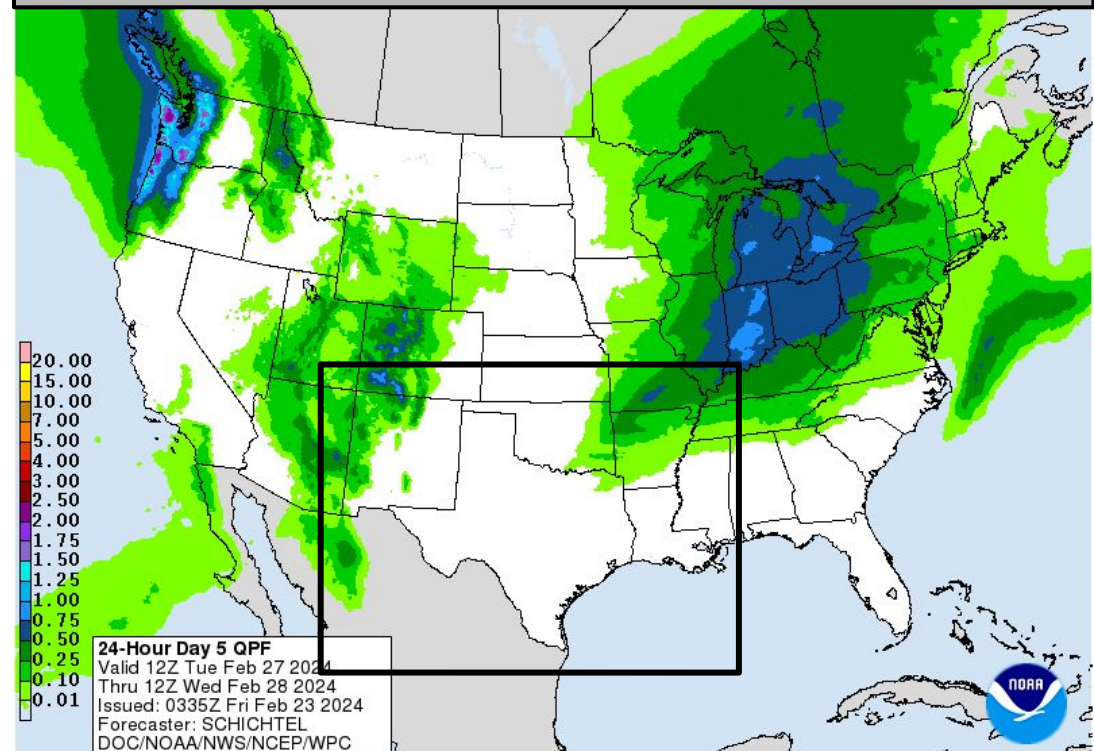 20.00
15.00
10.00
7.00
5.00
4.00
3.00
2.50
2.00
1.75
1.50
1.25
1.00
0.75
0.50
0.25
0.10
0.01
24-Hour Day 5 QPF
Valid 12Z Tue Feb 27 2024
Thru 12Z Wed Feb 28 2024
Issued: 0335Z Fri Feb 23 2024
Forecaster: SCHICHTEL
DOC/NOAA/NWS/NCEP/WPC
NOAA